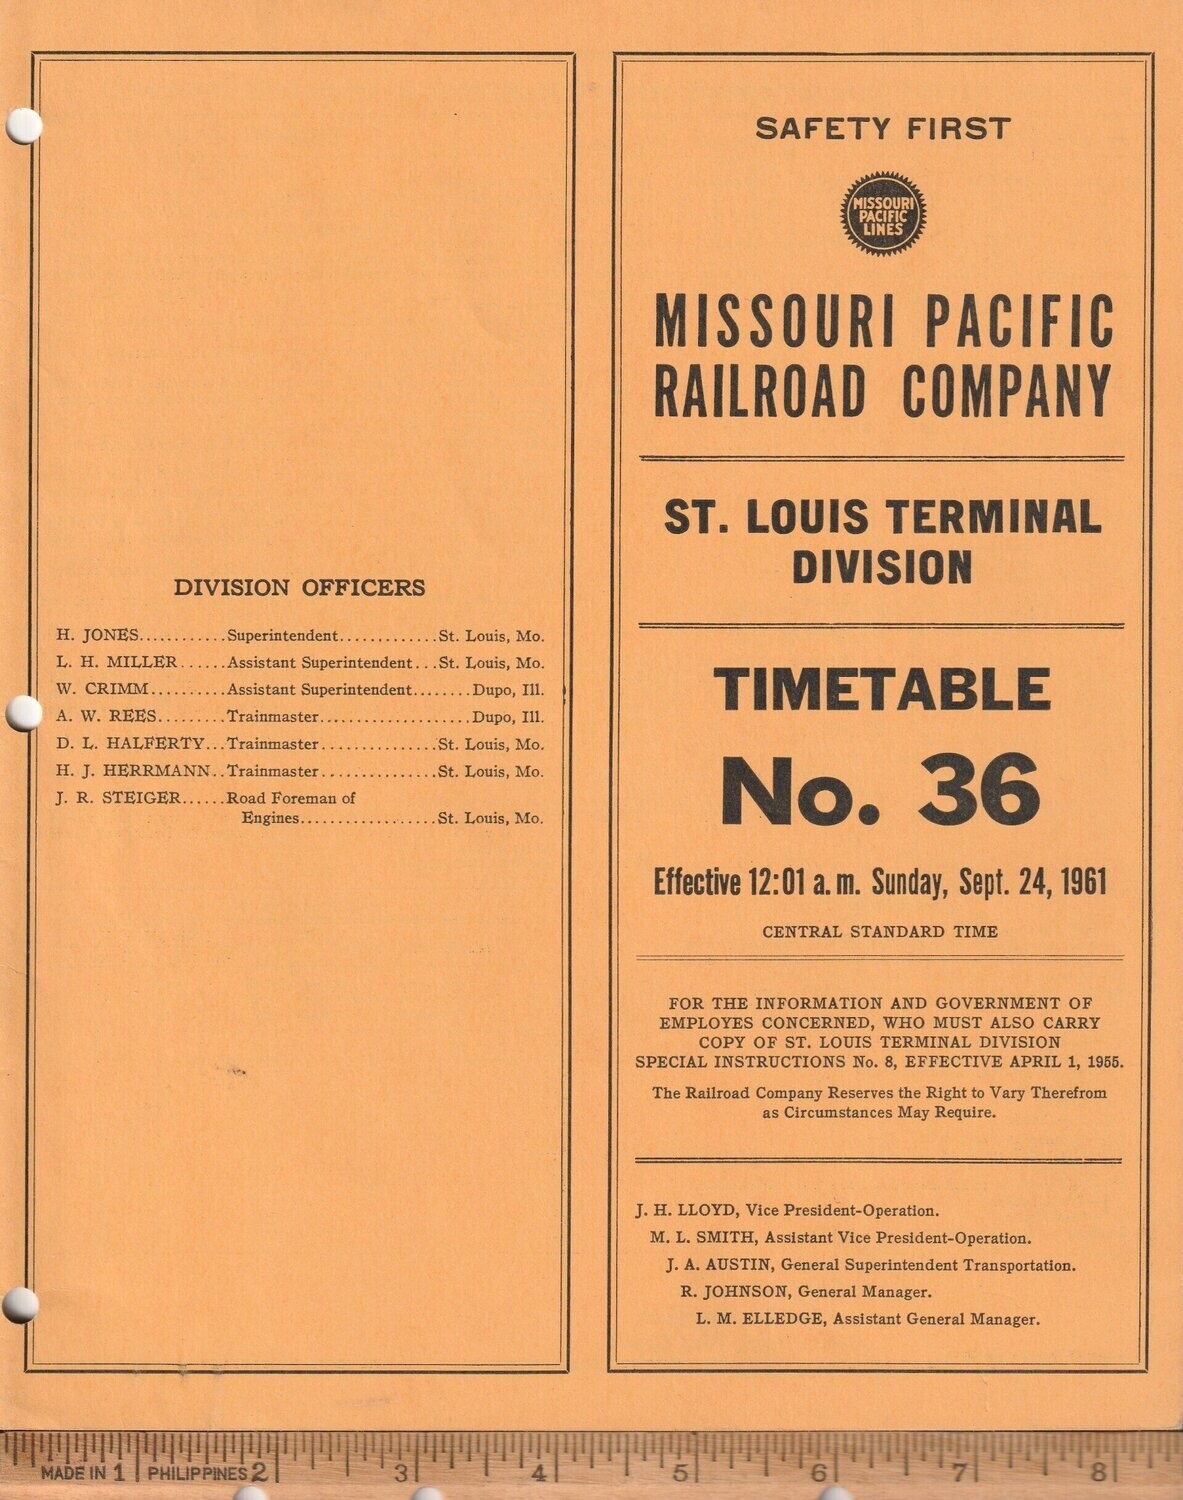 DIVISION OFFICERS
H. JONES...........Superintendent.............St. Louis, Mo.
L. H. MILLER......Assistant Superintendent...St. Louis, Mo.
W. CRIMM..........Assistant Superintendent........Dupo, Ill.
A. W. REES.........Trainmaster....................Dupo, Ill.
D. L. HALFERTY...Trainmaster...............St. Louis, Mo.
H. J. HERRMANN..Trainmaster...............St. Louis, Mo.
J. R. STEIGER......Road Foreman of
Engines..................St. Louis, Mo.
SAFETY FIRST
MISSOURI
PACIFIC
LINES
MISSOURI PACIFIC
RAILROAD COMPANY
ST. LOUIS TERMINAL
DIVISION
TIMETABLE
No. 36
Effective 12:01 a. m. Sunday, Sept. 24, 1961
CENTRAL STANDARD TIME
FOR THE INFORMATION AND GOVERNMENT OF
EMPLOYES CONCERNED, WHO MUST ALSO CARRY
COPY OF ST. LOUIS TERMINAL DIVISION
SPECIAL INSTRUCTIONS No. 8, EFFECTIVE APRIL 1, 1955.
The Railroad Company Reserves the Right to Vary Therefrom
as Circumstances May Require.
J. H. LLOYD, Vice President-Operation.
M. L. SMITH, Assistant Vice President-Operation.
J. A. AUSTIN, General Superintendent Transportation.
R. JOHNSON, General Manager.
L. M. ELLEDGE, Assistant General Manager.
MADE IN 1 PHILIPPINES 2 3 4 5 6 7 8